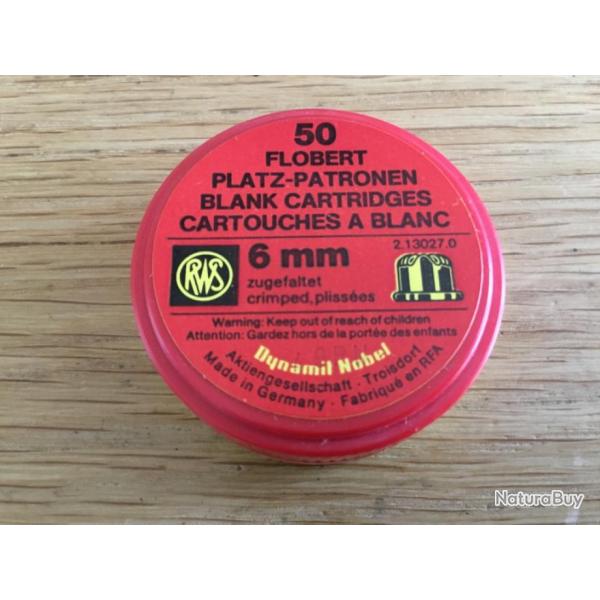 50
FLOBERT
PLATZ-PATRONEN
BLANK CARTRIDGES
CARTOUCHES A BLANC
RWS
6 mm
2.13027.0
zugefaltet
crimped, plissées
Warning: Keep out of reach of children
Attention: Gardez hors de la portée des enfants
Dynamit Nobel
Aktiengesellschaft · Troisdorf
Made in Germany · Fabriqué en RFA
NaturaBuy